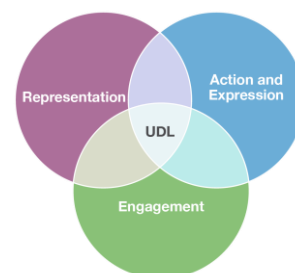 Representation
Action and
Expression
UDL
Engagement